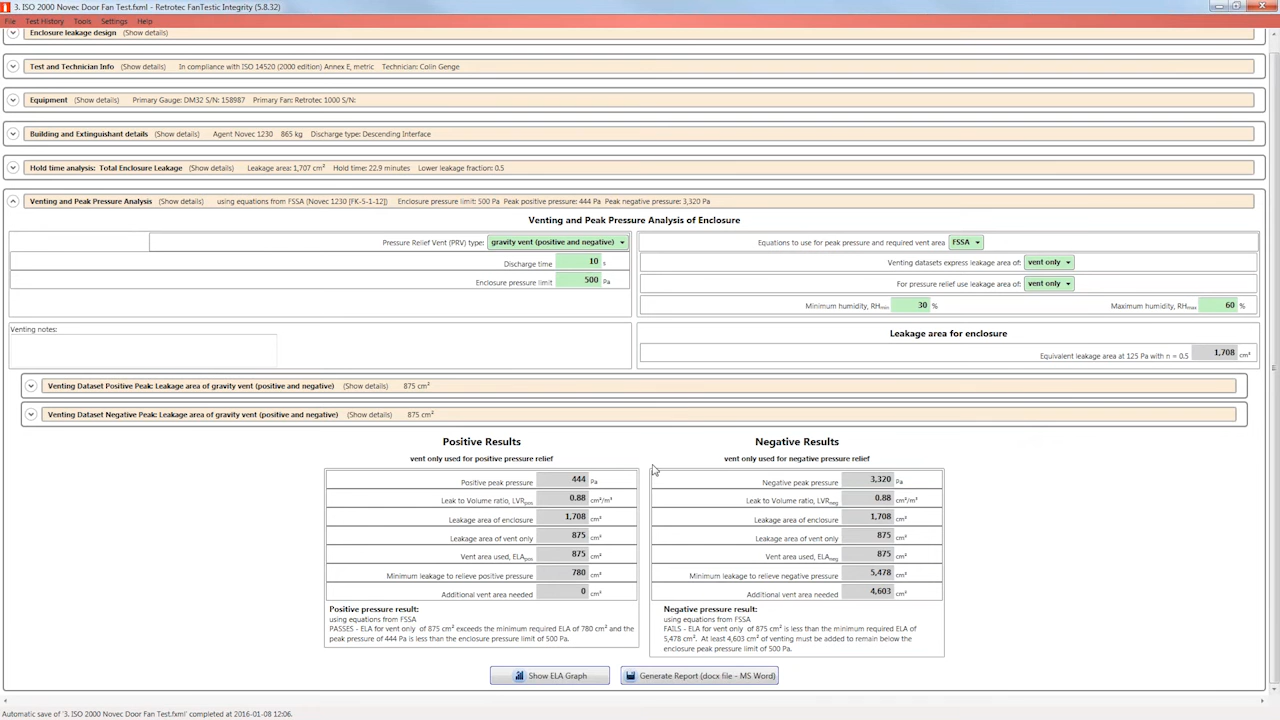 3. ISO 2000 Novec Door Fan Test.fxml - Retrotec FanTestic Integrity (5.8.32)
File Test History Tools Settings Help
Enclosure leakage design (Show details)
Test and Technician Info (Show details) In compliance with ISO 14520 (2000 edition) Annex E, metric Technician: Colin Genge
Equipment (Show details) Primary Gauge: DM32 S/N: 158987 Primary Fan: Retrotec 1000 S/N:
Building and Extinguishant details (Show details) Agent Novec 1230 865 kg Discharge type: Descending Interface
Hold time analysis: Total Enclosure Leakage (Show details) Leakage area: 1,707 cm² Hold time: 22.9 minutes Lower leakage fraction: 0.5
Venting and Peak Pressure Analysis (Show details) using equations from FSSA (Novec 1230 [FK-5-1-12]) Enclosure pressure limit: 500 Pa Peak positive pressure: 444 Pa Peak negative pressure: 3,320 Pa
Venting and Peak Pressure Analysis of Enclosure
Pressure Relief Vent (PRV) type: gravity vent (positive and negative)
Discharge time 10 s
Enclosure pressure limit 500 Pa
Equations to use for peak pressure and required vent area FSSA
Venting datasets express leakage area of: vent only
For pressure relief use leakage area of: vent only
Minimum humidity, RHmin 30 % Maximum humidity, RHmax 60 %
Venting notes:
Leakage area for enclosure
Equivalent leakage area at 125 Pa with n = 0.5 1,708 cm²
Venting Dataset Positive Peak: Leakage area of gravity vent (positive and negative) (Show details) 875 cm²
Venting Dataset Negative Peak: Leakage area of gravity vent (positive and negative) (Show details) 875 cm²
Positive Results
vent only used for positive pressure relief
Positive peak pressure 444 Pa
Leak to Volume ratio, LVRpos 0.88 cm²/m³
Leakage area of enclosure 1,708 cm²
Leakage area of vent only 875 cm²
Vent area used, ELApos 875 cm²
Minimum leakage to relieve positive pressure 780 cm²
Additional vent area needed 0 cm²
Positive pressure result:
using equations from FSSA
PASSES - ELA for vent only of 875 cm² exceeds the minimum required ELA of 780 cm² and the
peak pressure of 444 Pa is less than the enclosure pressure limit of 500 Pa.
Negative Results
vent only used for negative pressure relief
Negative peak pressure 3,320 Pa
Leak to Volume ratio, LVRneg 0.88 cm²/m³
Leakage area of enclosure 1,708 cm²
Leakage area of vent only 875 cm²
Vent area used, ELAneg 875 cm²
Minimum leakage to relieve negative pressure 5,478 cm²
Additional vent area needed 4,603 cm²
Negative pressure result:
using equations from FSSA
FAILS - ELA for vent only of 875 cm² is less than the minimum required ELA of
5,478 cm². At least 4,603 cm² of venting must be added to remain below the
enclosure peak pressure limit of 500 Pa.
Show ELA Graph
Generate Report (docx file - MS Word)
Automatic save of '3. ISO 2000 Novec Door Fan Test.fxml' completed at 2016-01-08 12:06.